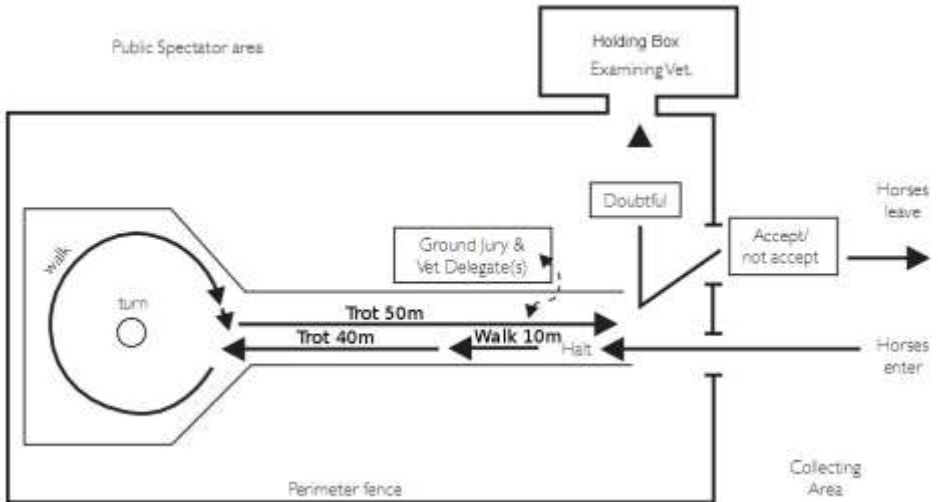 Public Spectator area
Holding Box
Examining Vet.
Doubtful
Horses
leave
Accept/
not accept
walk
Ground Jury &
Vet Delegate(s)
turn
Trot 50m
Trot 40m
Walk 10m
Halt
Horses
enter
Collecting
Area
Perimeter fence